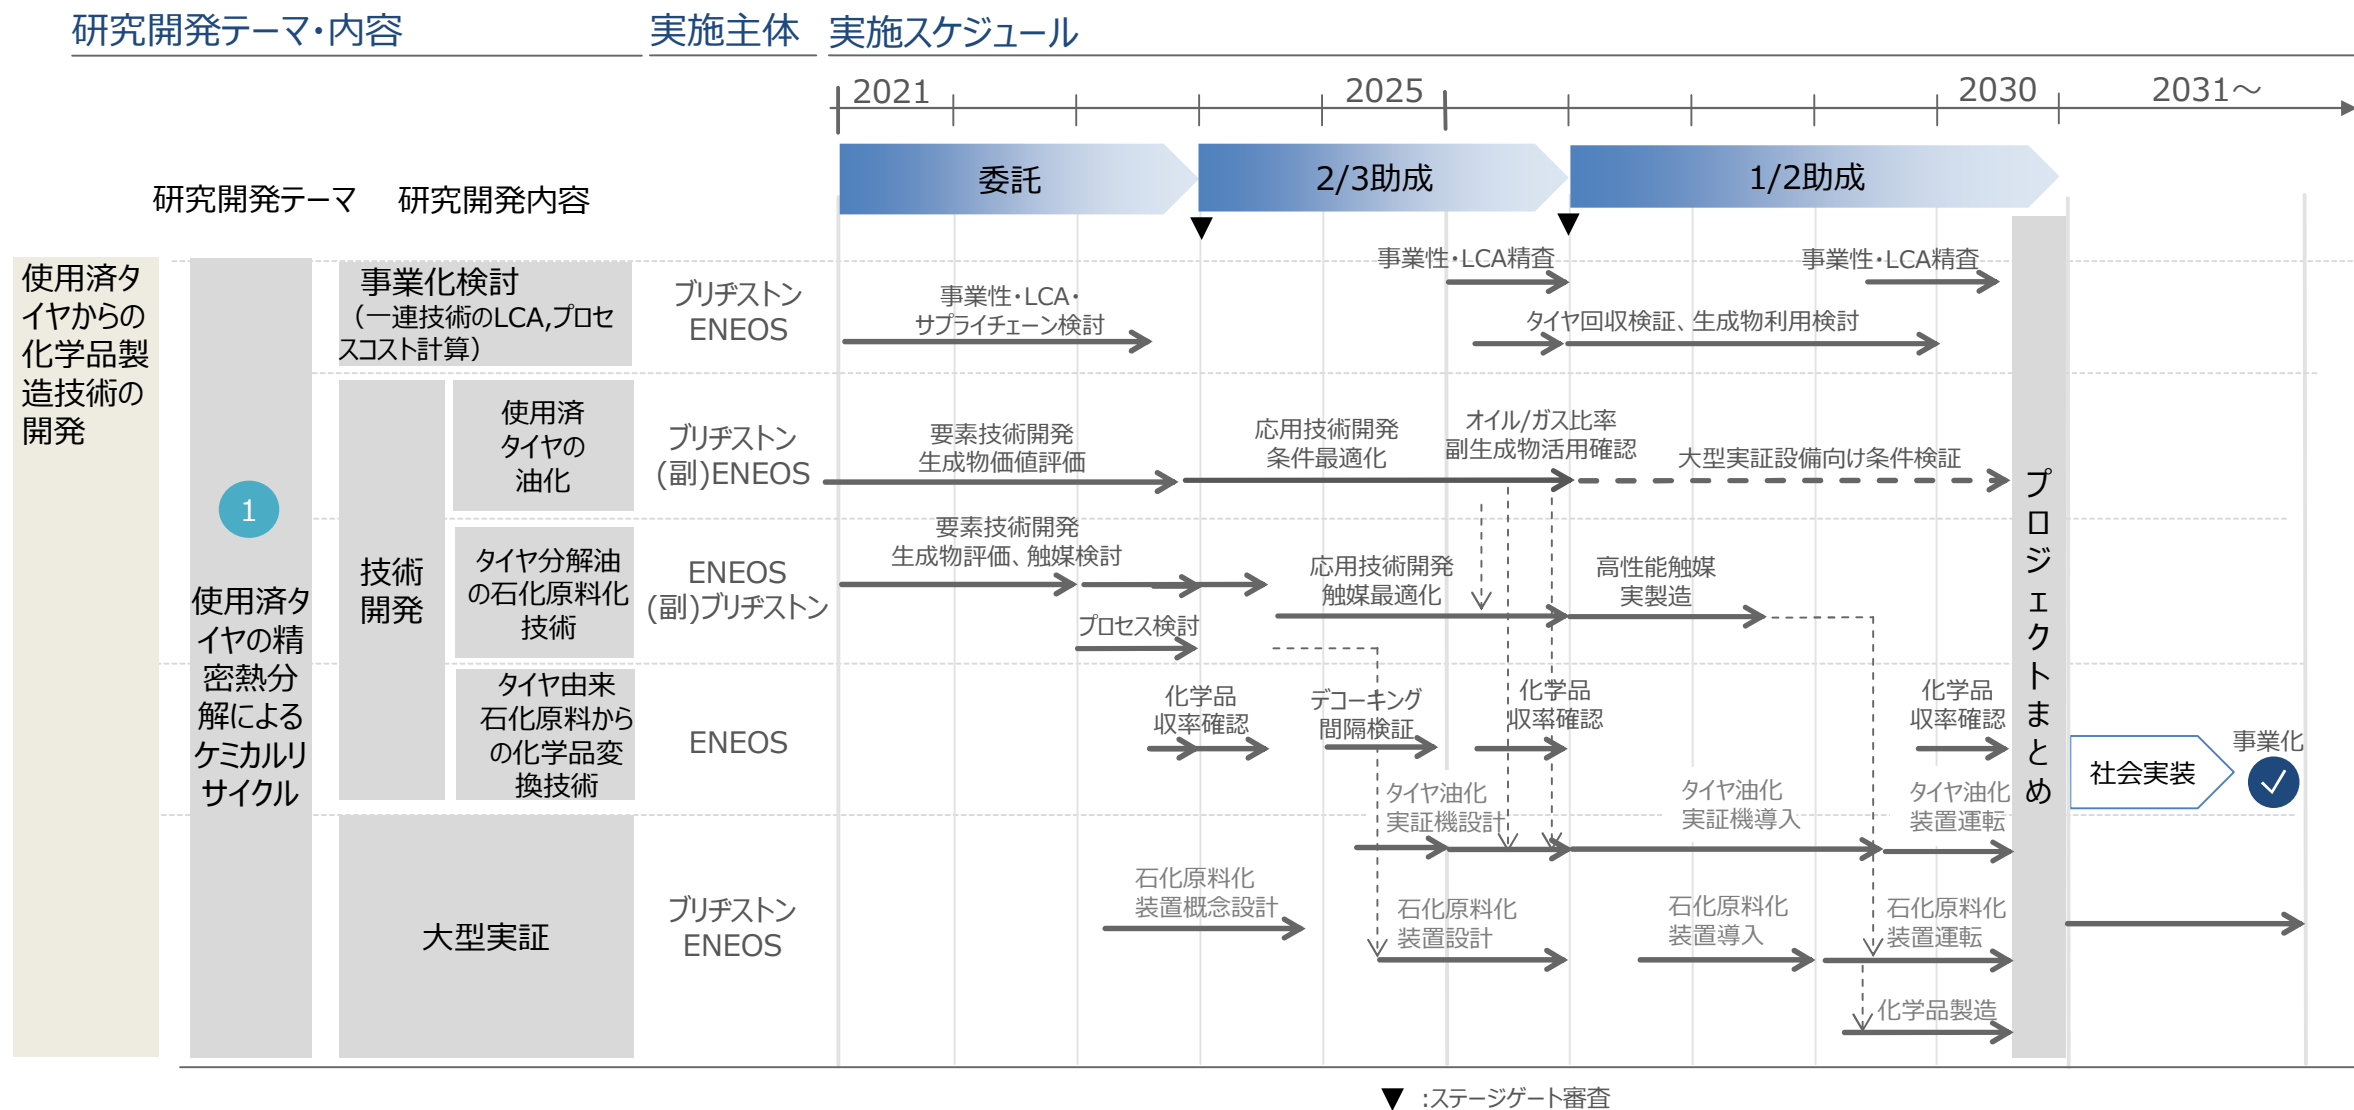 研究開発テーマ・内容
実施主体
実施スケジュール
2021
2025
2030
2031～
委託
2/3助成
1/2助成
研究開発テーマ
研究開発内容
使用済タ
イヤからの
化学品製
造技術の
開発
1
使用済タ
イヤの精
密熱分
解による
ケミカルリ
サイクル
事業化検討
（一連技術のLCA,プロセ
スコスト計算）
ブリヂストン
ENEOS
事業性・LCA・
サプライチェーン検討
事業性・LCA精査
事業性・LCA精査
タイヤ回収検証、生成物利用検討
技術
開発
使用済
タイヤの
油化
ブリヂストン
(副)ENEOS
要素技術開発
生成物価値評価
応用技術開発
条件最適化
オイル/ガス比率
副生成物活用確認
大型実証設備向け条件検証
タイヤ分解油
の石化原料化
技術
ENEOS
(副)ブリヂストン
要素技術開発
生成物評価、触媒検討
プロセス検討
応用技術開発
触媒最適化
高性能触媒
実製造
タイヤ由来
石化原料から
の化学品変
換技術
ENEOS
化学品
収率確認
デコーキング
間隔検証
化学品
収率確認
化学品
収率確認
大型実証
ブリヂストン
ENEOS
タイヤ油化
実証機設計
タイヤ油化
実証機導入
タイヤ油化
装置運転
石化原料化
装置概念設計
石化原料化
装置設計
石化原料化
装置導入
石化原料化
装置運転
化学品製造
プロジェクトまとめ
社会実装
事業化
▼ :ステージゲート審査